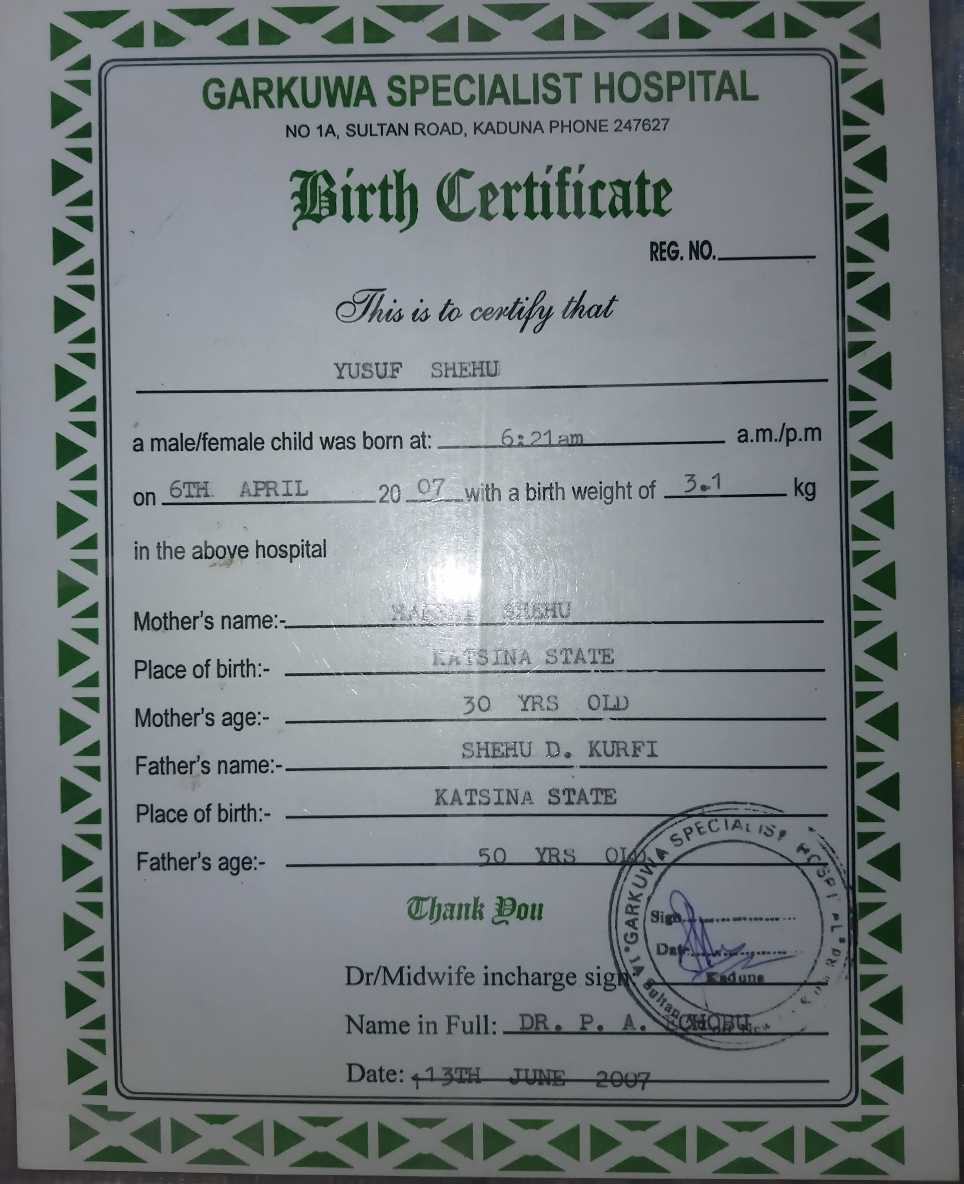 GARKUWA SPECIALIST HOSPITAL
NO 1A, SULTAN ROAD, KADUNA PHONE 247627
Birth Certificate
REG. NO.
This is to certify that
YUSUF SHEHU
a male/female child was born at: 6:21am a.m./p.m
on 6TH APRIL 20 07 with a birth weight of 3.1 kg
in the above hospital
Mother's name:- SHEHU
Place of birth:- KATSINA STATE
Mother's age:- 30 YRS OLD
Father's name:- SHEHU D. KURFI
Place of birth:- KATSINA STATE
Father's age:- 50 YRS OLD
Thank You
GARKUWA SPECIALIST HOSPITAL
Sign
Date
Kaduna
Dr/Midwife incharge sign:
Name in Full: DR. P. A.
Date: 13TH JUNE 2007